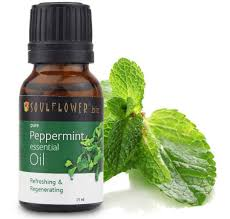 SOULFLOWER
pure
Peppermint
essential
Oil
Refreshing &
Regenerating